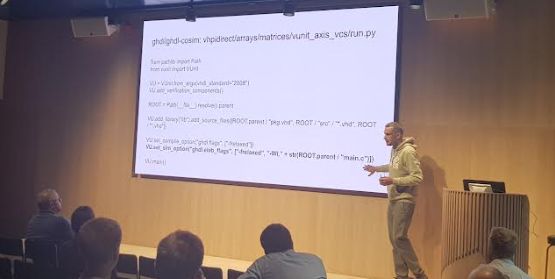 ghdl/ghdl-cosim: vhpidirect/arrays/matrices/vunit_axis_vcs/run.py
from pathlib import Path
from vunit import VUnit
VU = VUnit.from_argv(vhdl_standard="2008")
VU.add_verification_components()
ROOT = Path(__file__).resolve().parent
VU.add_library("lib").add_source_files([ROOT.parent / "pkg.vhd", ROOT / "src" / "*.vhd", ROOT
VU.set_sim_option("ghdl.elab_flags", ["-frelaxed", "-Wl," + str(ROOT.parent / "main.c")])
VU.main()